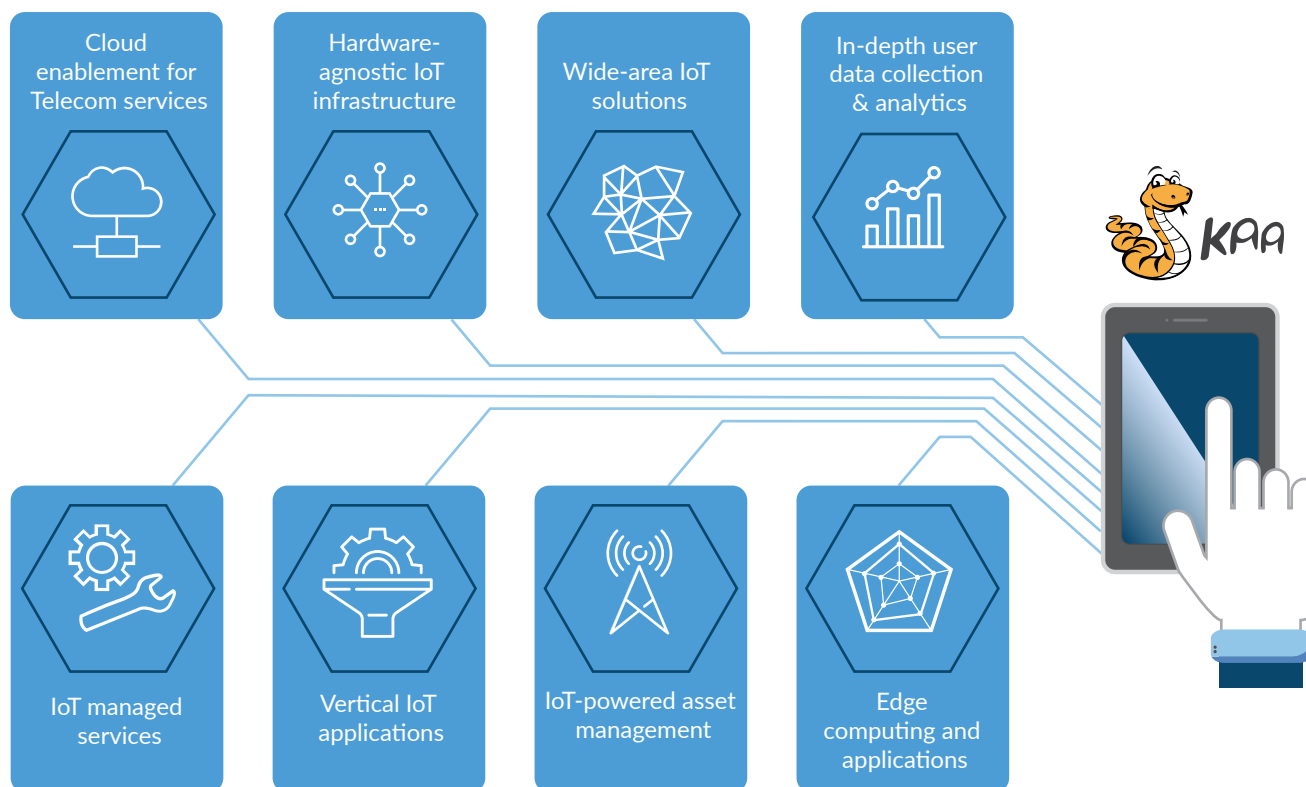 Cloud
enablement for
Telecom services
Hardware-
agnostic IoT
infrastructure
Wide-area IoT
solutions
In-depth user
data collection
& analytics
KAA
IoT managed
services
Vertical IoT
applications
IoT-powered asset
management
Edge
computing and
applications